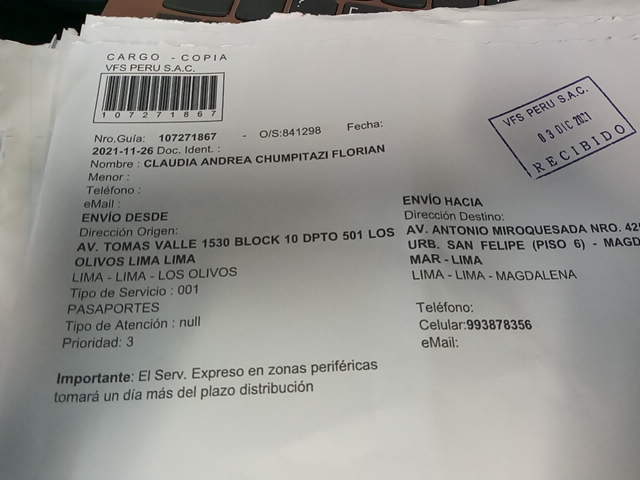 CARGO - COPIA
VFS PERU S.A.C.
107271867
Nro.Guía: 107271867 - O/S:841298 Fecha:
2021-11-26 Doc. Ident. :
Nombre : CLAUDIA ANDREA CHUMPITAZI FLORIAN
Menor :
Teléfono :
eMail :
ENVÍO DESDE
Dirección Origen:
AV. TOMAS VALLE 1530 BLOCK 10 DPTO 501 LOS
OLIVOS LIMA LIMA
LIMA - LIMA - LOS OLIVOS
Tipo de Servicio : 001
PASAPORTES
Tipo de Atención : null
Prioridad: 3
ENVÍO HACIA
Dirección Destino:
AV. ANTONIO MIROQUESADA NRO. 42
URB. SAN FELIPE (PISO 6) - MAGD
MAR - LIMA
LIMA - LIMA - MAGDALENA
Teléfono:
Celular:993878356
eMail:
Importante: El Serv. Expreso en zonas periféricas
tomará un día más del plazo distribución
VFS PERU S.A.C.
03 DIC 2021
RECIBIDO